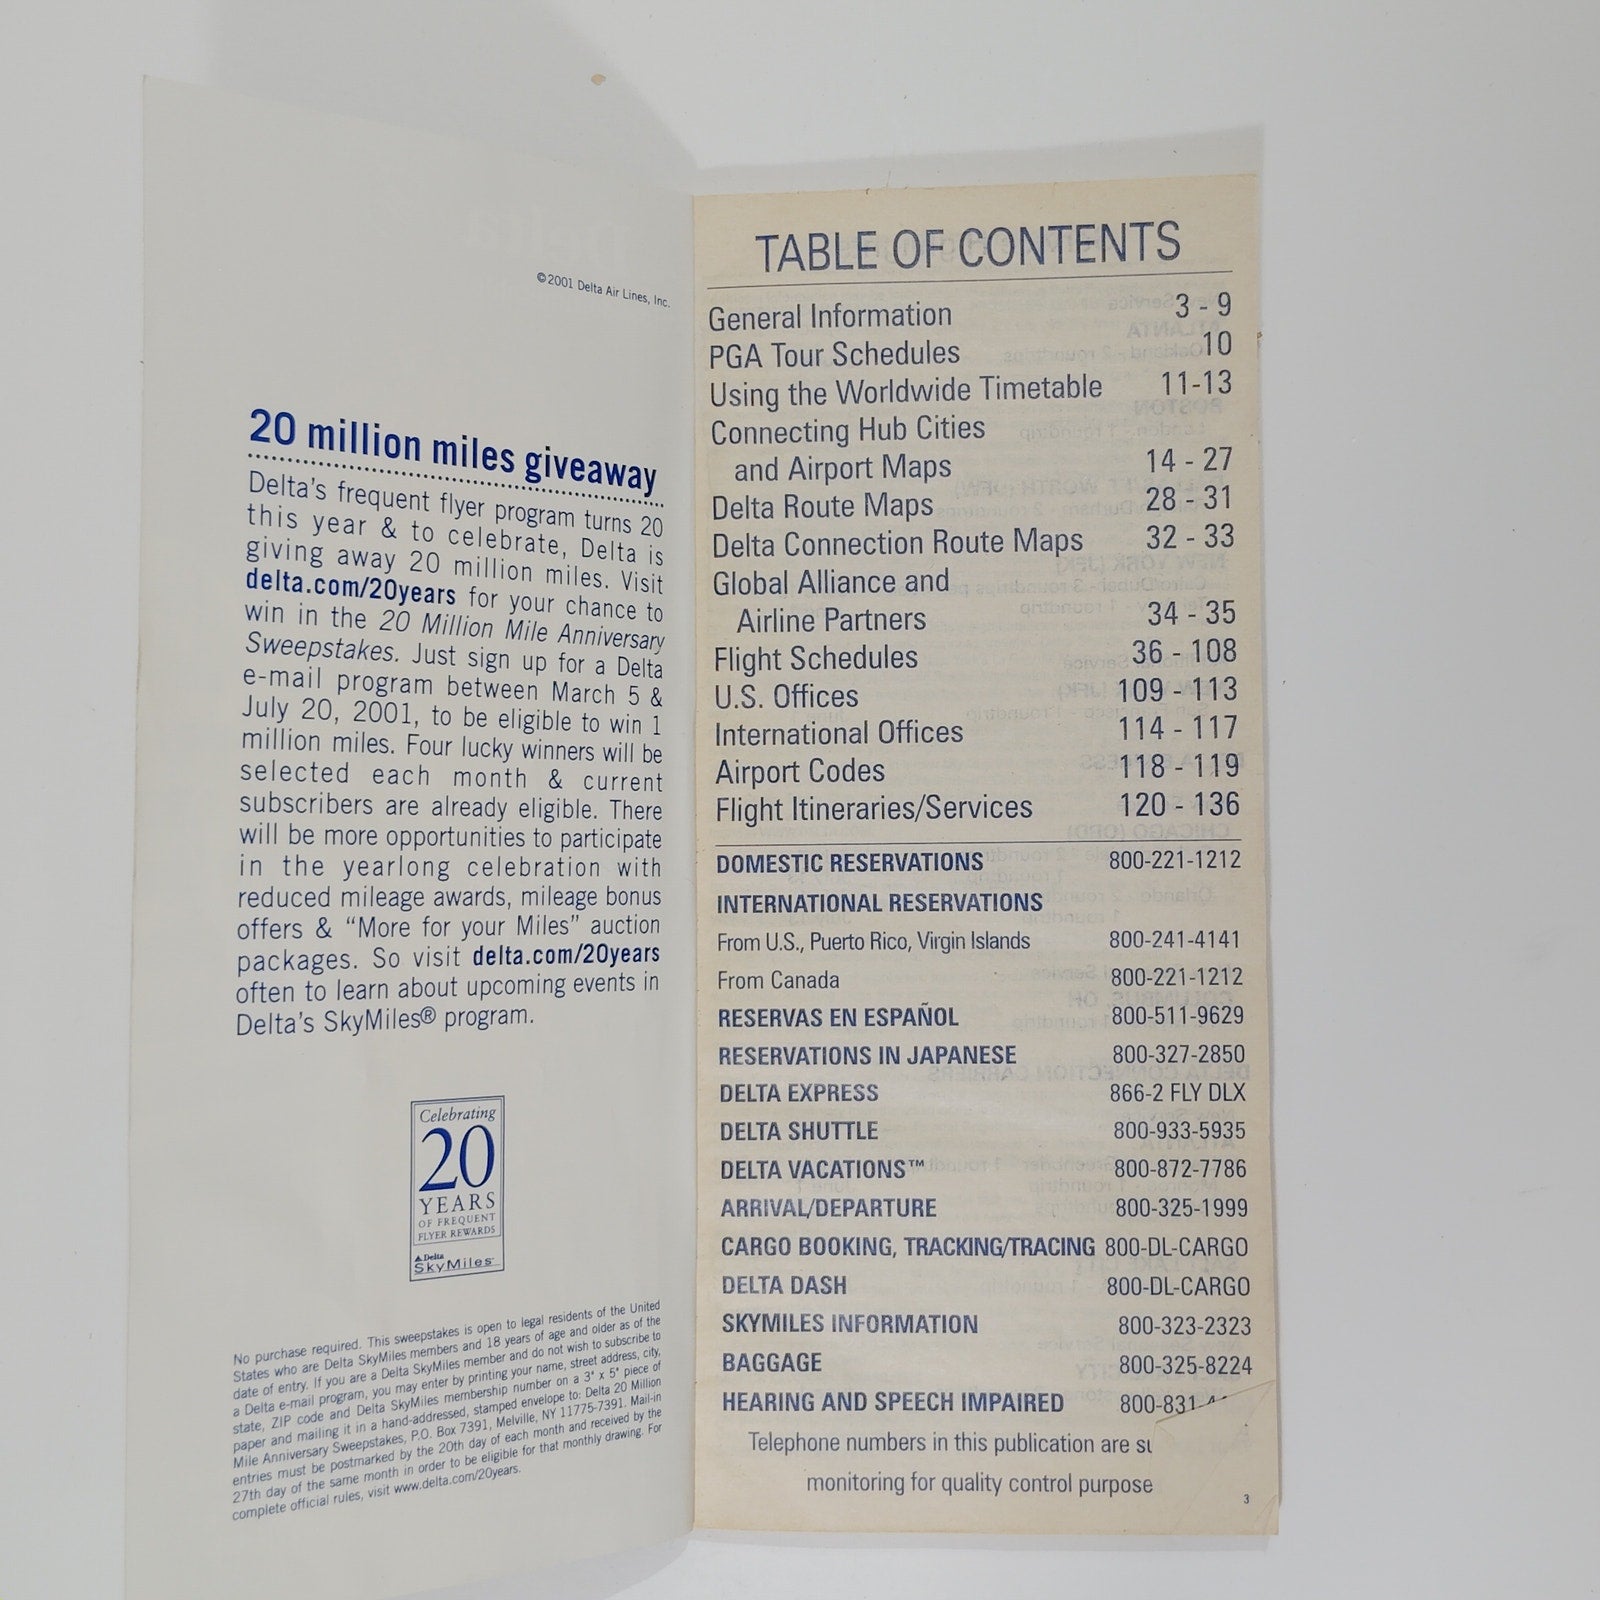 ©2001 Delta Air Lines, Inc.
20 million miles giveaway
Delta's frequent flyer program turns 20
this year & to celebrate, Delta is
giving away 20 million miles. Visit
delta.com/20years for your chance to
win in the 20 Million Mile Anniversary
Sweepstakes. Just sign up for a Delta
e-mail program between March 5 &
July 20, 2001, to be eligible to win 1
million miles. Four lucky winners will be
selected each month & current
subscribers are already eligible. There
will be more opportunities to participate
in the yearlong celebration with
reduced mileage awards, mileage bonus
offers & “More for your Miles” auction
packages. So visit delta.com/20years
often to learn about upcoming events in
Delta's SkyMiles® program.
Celebrating
20
YEARS
OF FREQUENT
FLYER REWARDS
Delta
SkyMiles
No purchase required. This sweepstakes is open to legal residents of the United
States who are Delta SkyMiles members and 18 years of age and older as of the
date of entry. If you are a Delta SkyMiles member and do not wish to subscribe to
a Delta e-mail program, you may enter by printing your name, street address, city,
state, ZIP code and Delta SkyMiles membership number on a 3" x 5" piece of
paper and mailing it in a hand-addressed, stamped envelope to: Delta 20 Million
Mile Anniversary Sweepstakes, P.O. Box 7391, Melville, NY 11775-7391. Mail-in
entries must be postmarked by the 20th day of each month and received by the
27th day of the same month in order to be eligible for that monthly drawing. For
complete official rules, visit www.delta.com/20years.
TABLE OF CONTENTS
General Information 3 - 9
PGA Tour Schedules 10
Using the Worldwide Timetable 11-13
Connecting Hub Cities
and Airport Maps 14 - 27
Delta Route Maps 28 - 31
Delta Connection Route Maps 32 - 33
Global Alliance and
Airline Partners 34 - 35
Flight Schedules 36 - 108
U.S. Offices 109 - 113
International Offices 114 - 117
Airport Codes 118 - 119
Flight Itineraries/Services 120 - 136
DOMESTIC RESERVATIONS 800-221-1212
INTERNATIONAL RESERVATIONS
From U.S., Puerto Rico, Virgin Islands 800-241-4141
From Canada 800-221-1212
RESERVAS EN ESPAÑOL 800-511-9629
RESERVATIONS IN JAPANESE 800-327-2850
DELTA EXPRESS 866-2 FLY DLX
DELTA SHUTTLE 800-933-5935
DELTA VACATIONS™ 800-872-7786
ARRIVAL/DEPARTURE 800-325-1999
CARGO BOOKING, TRACKING/TRACING 800-DL-CARGO
DELTA DASH 800-DL-CARGO
SKYMILES INFORMATION 800-323-2323
BAGGAGE 800-325-8224
HEARING AND SPEECH IMPAIRED 800-831-
Telephone numbers in this publication are
monitoring for quality control purpose
3